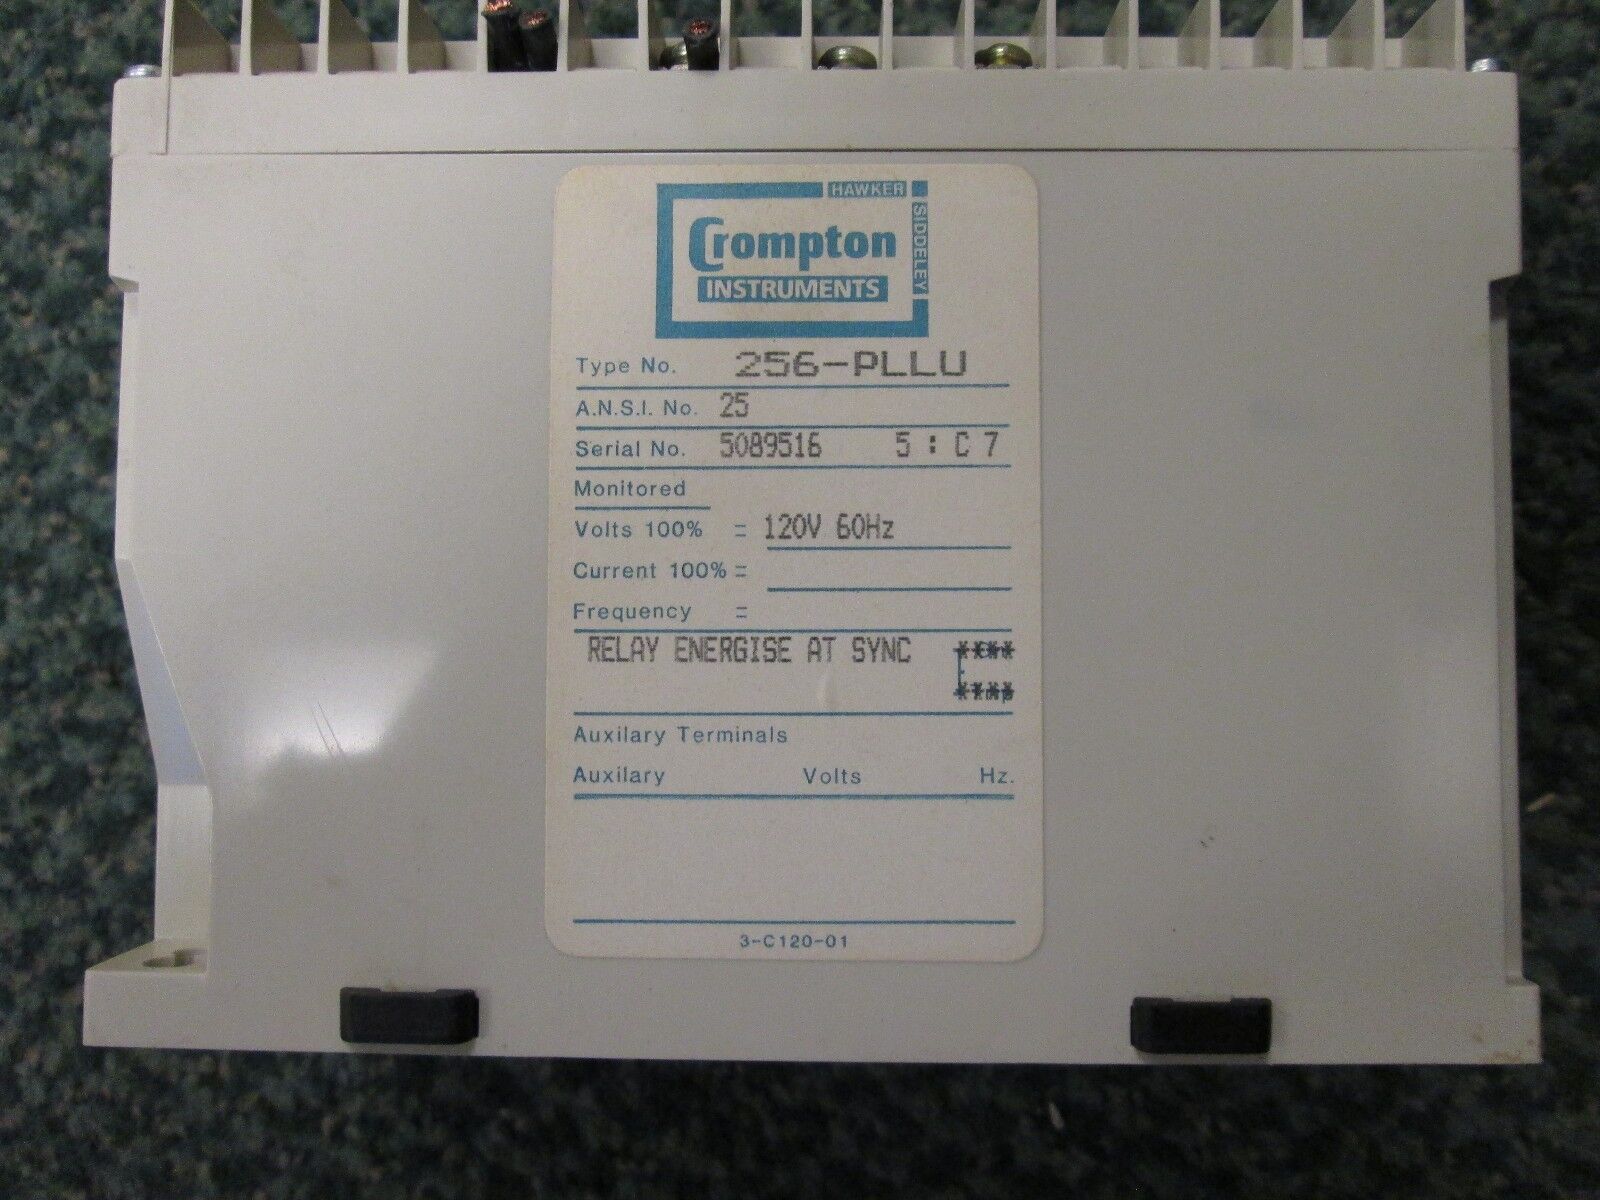 HAWKER
SIDDELEY
Crompton
INSTRUMENTS
Type No. 256-PLLU
A.N.S.I. No. 25
Serial No. 5089516 5 : C 7
Monitored
Volts 100% = 120V 60Hz
Current 100% =
Frequency =
RELAY ENERGISE AT SYNC ****
****
Auxilary Terminals
Auxilary Volts Hz.
3-C120-01